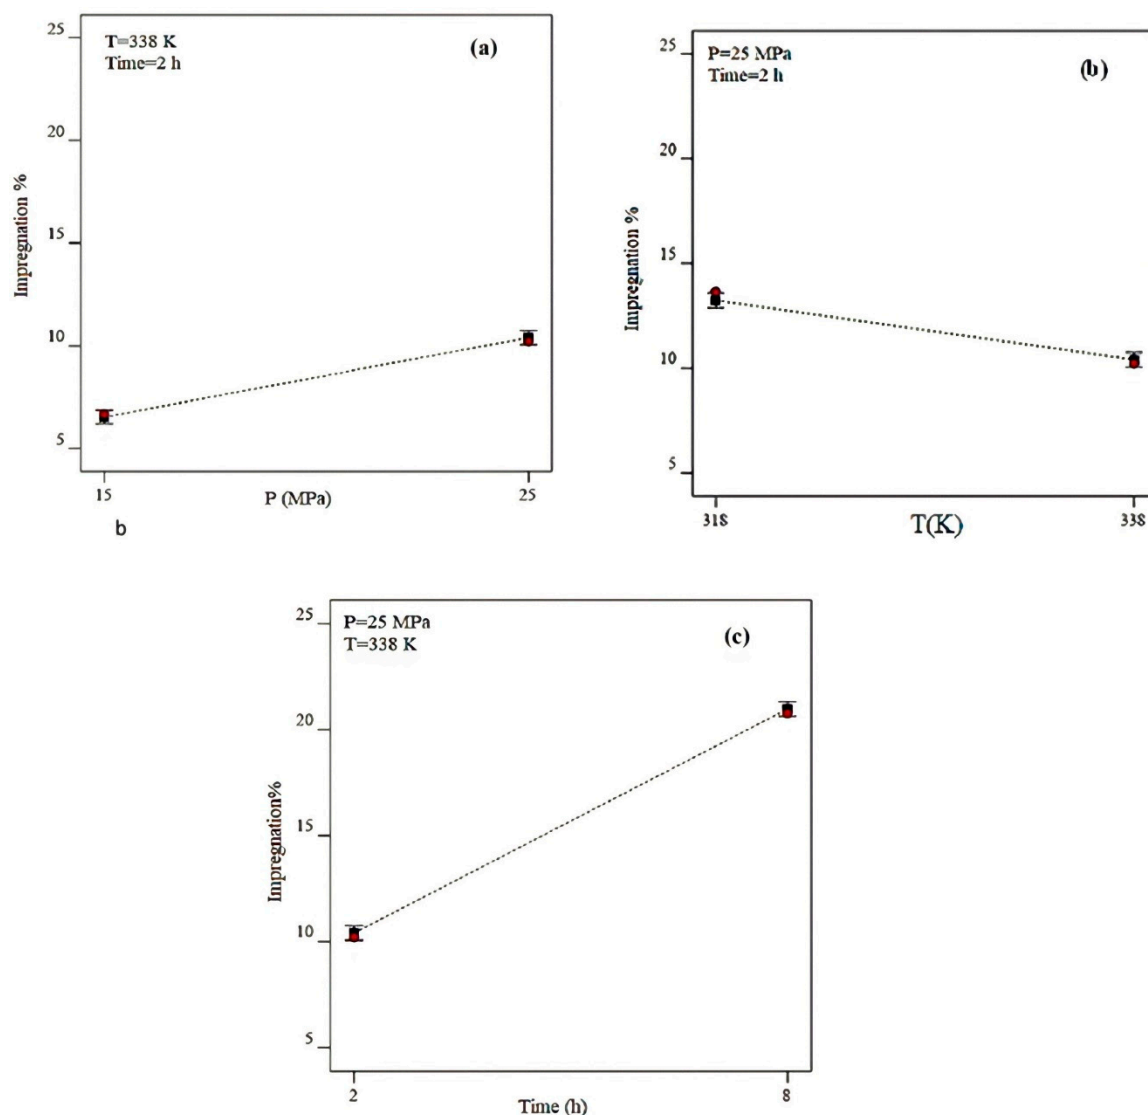 T=338 K
Time=2 h
(a)
25
20
15
10
5
Impregnation %
15
P (MPa)
25
b
P=25 MPa
Time=2 h
(b)
25
20
15
10
5
Impregnation %
318
T(K)
338
P=25 MPa
T=338 K
(c)
25
20
15
10
5
Impregnation%
2
Time (h)
8